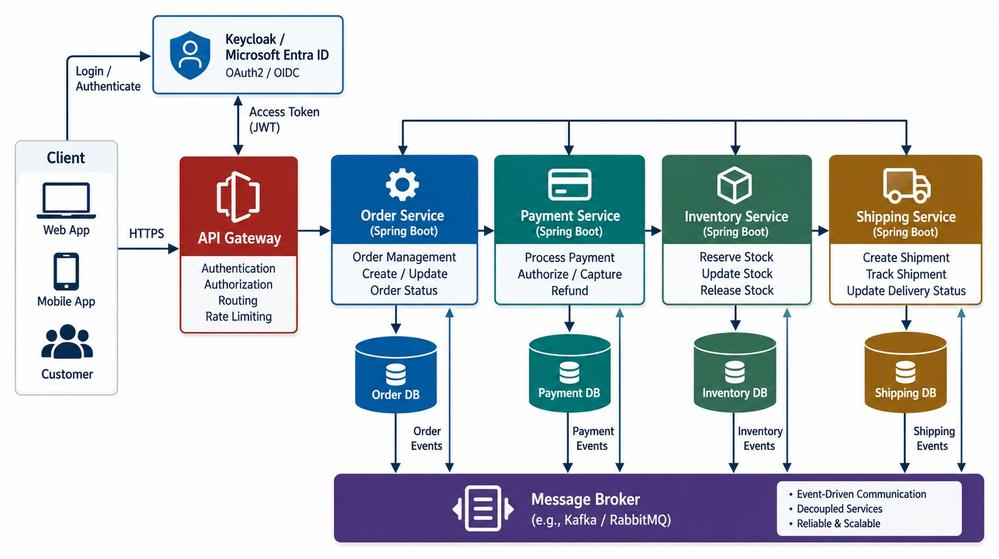 Keycloak /
Microsoft Entra ID
OAuth2 / OIDC
Login /
Authenticate
Access Token
(JWT)
Client
Web App
Mobile App
Customer
HTTPS
API Gateway
Authentication
Authorization
Routing
Rate Limiting
Order Service
(Spring Boot)
Order Management
Create / Update
Order Status
Payment Service
(Spring Boot)
Process Payment
Authorize / Capture
Refund
Inventory Service
(Spring Boot)
Reserve Stock
Update Stock
Release Stock
Shipping Service
(Spring Boot)
Create Shipment
Track Shipment
Update Delivery Status
Order DB
Payment DB
Inventory DB
Shipping DB
Order
Events
Payment
Events
Inventory
Events
Shipping
Events
Message Broker
(e.g., Kafka / RabbitMQ)
• Event-Driven Communication
• Decoupled Services
• Reliable & Scalable